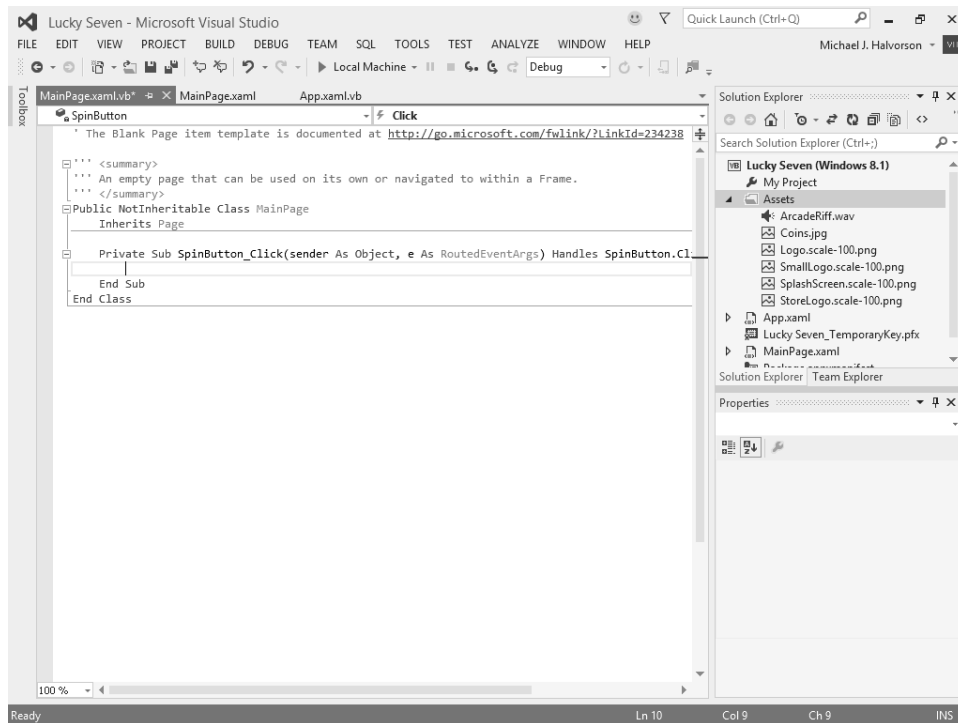 Lucky Seven - Microsoft Visual Studio
Quick Launch (Ctrl+Q)
FILE EDIT VIEW PROJECT BUILD DEBUG TEAM SQL TOOLS TEST ANALYZE WINDOW HELP
Michael J. Halvorson
Local Machine
Debug
Toolbox
MainPage.xaml.vb* MainPage.xaml App.xaml.vb
SpinButton
Click
' The Blank Page item template is documented at http://go.microsoft.com/fwlink/?LinkId=234238
''' <summary>
''' An empty page that can be used on its own or navigated to within a Frame.
''' </summary>
Public NotInheritable Class MainPage
Inherits Page
Private Sub SpinButton_Click(sender As Object, e As RoutedEventArgs) Handles SpinButton.Cl
End Sub
End Class
100 %
Solution Explorer
Search Solution Explorer (Ctrl+;)
Lucky Seven (Windows 8.1)
My Project
Assets
ArcadeRiff.wav
Coins.jpg
Logo.scale-100.png
SmallLogo.scale-100.png
SplashScreen.scale-100.png
StoreLogo.scale-100.png
App.xaml
Lucky Seven_TemporaryKey.pfx
MainPage.xaml
Solution Explorer Team Explorer
Properties
Ready
Ln 10 Col 9 Ch 9 INS